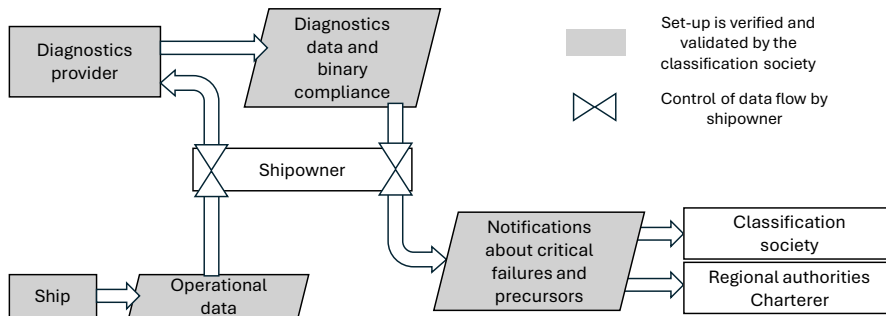 Diagnostics
provider
Diagnostics
data and
binary
compliance
Set-up is verified and
validated by the
classification society
Control of data flow by
shipowner
Shipowner
Notifications
about critical
failures and
precursors
Classification
society
Regional authorities
Charterer
Ship
Operational
data